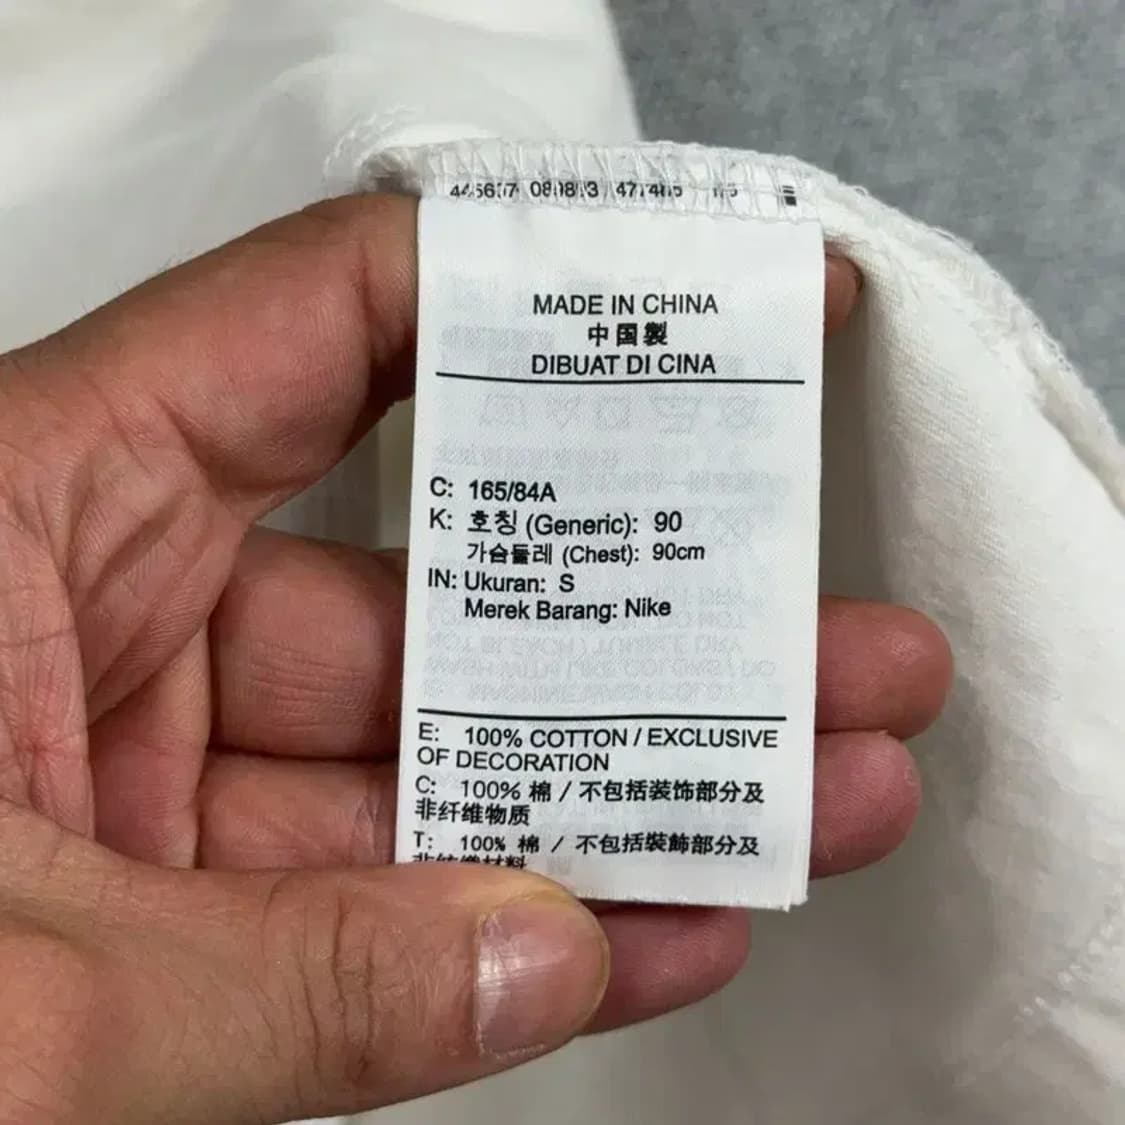 MADE IN CHINA
中国製
DIBUAT DI CINA
C: 165/84A
K: 호칭 (Generic): 90
가슴둘레 (Chest): 90cm
IN: Ukuran: S
Merek Barang: Nike
E: 100% COTTON / EXCLUSIVE
OF DECORATION
C: 100% 棉 / 不包括装饰部分及
非纤维物质
T: 100% 棉 / 不包括裝飾部分及